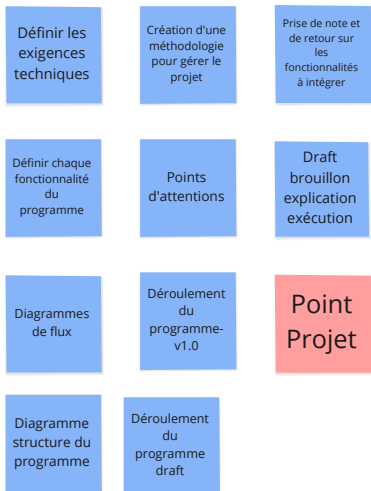 Définir les
exigences
techniques
Création d'une
méthodologie
pour gérer le
projet
Prise de note et
de retour sur
les
fonctionnalités
à intégrer
Définir chaque
fonctionnalité
du
programme
Points
d'attentions
Draft
brouillon
explication
exécution
Diagrammes
de flux
Déroulement
du
programme-
v1.0
Point
Projet
Diagramme
structure du
programme
Déroulement
du
programme
draft